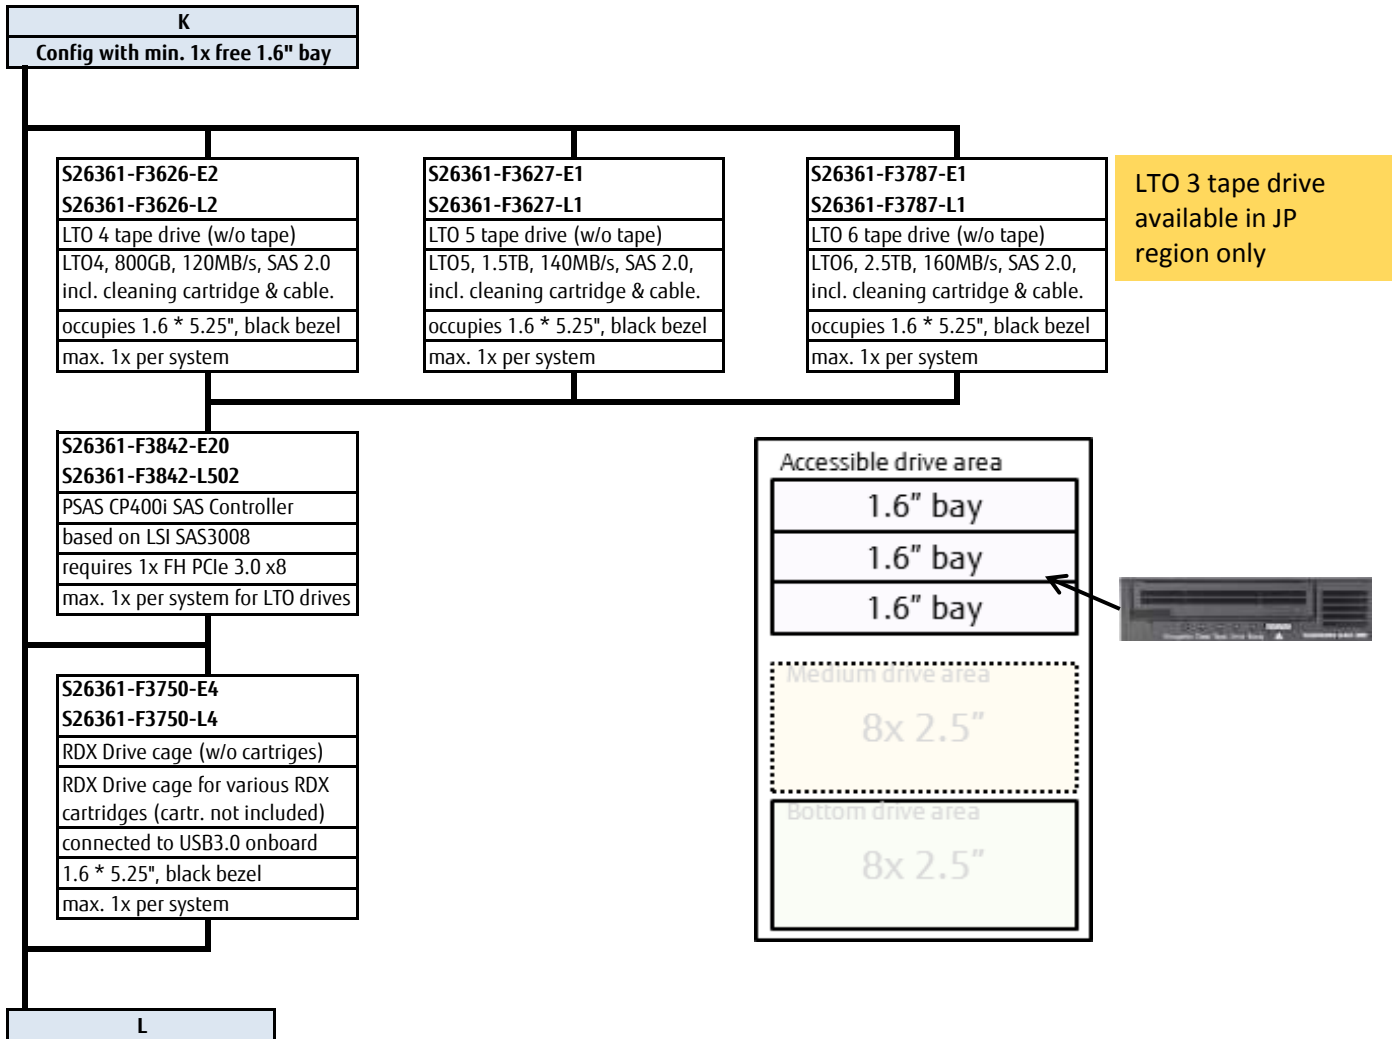 K
Config with min. 1x free 1.6" bay
S26361-F3626-E2
S26361-F3626-L2
LTO 4 tape drive (w/o tape)
LTO4, 800GB, 120MB/s, SAS 2.0
incl. cleaning cartridge & cable.
occupies 1.6 * 5.25", black bezel
max. 1x per system
S26361-F3627-E1
S26361-F3627-L1
LTO 5 tape drive (w/o tape)
LTO5, 1.5TB, 140MB/s, SAS 2.0,
incl. cleaning cartridge & cable.
occupies 1.6 * 5.25", black bezel
max. 1x per system
S26361-F3787-E1
S26361-F3787-L1
LTO 6 tape drive (w/o tape)
LTO6, 2.5TB, 160MB/s, SAS 2.0,
incl. cleaning cartridge & cable.
occupies 1.6 * 5.25", black bezel
max. 1x per system
LTO 3 tape drive
available in JP
region only
S26361-F3842-E20
S26361-F3842-L502
PSAS CP400i SAS Controller
based on LSI SAS3008
requires 1x FH PCIe 3.0 x8
max. 1x per system for LTO drives
S26361-F3750-E4
S26361-F3750-L4
RDX Drive cage (w/o cartriges)
RDX Drive cage for various RDX
cartridges (cartr. not included)
connected to USB3.0 onboard
1.6 * 5.25", black bezel
max. 1x per system
Accessible drive area
1.6" bay
1.6" bay
1.6" bay
Medium drive area
8x 2.5"
Bottom drive area
8x 2.5"
L